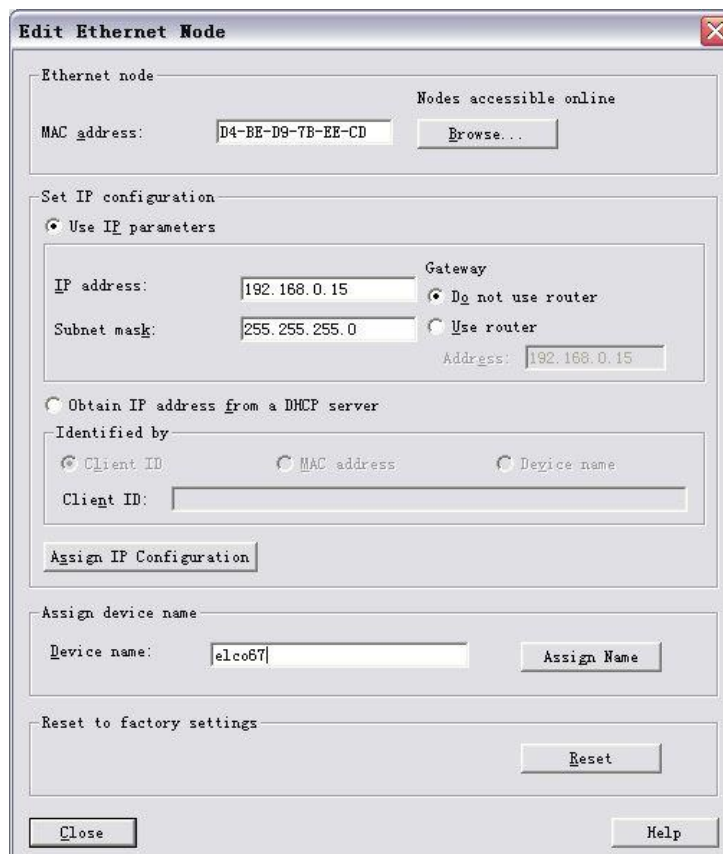 Edit Ethernet Node
Ethernet node
Nodes accessible online
MAC address: D4-BE-D9-7B-EE-CD Browse...
Set IP configuration
Use IP parameters
Gateway
IP address: 192.168.0.15 Do not use router
Subnet mask: 255.255.255.0 Use router
Address: 192.168.0.15
Obtain IP address from a DHCP server
Identified by
Client ID MAC address Device name
Client ID:
Assign IP Configuration
Assign device name
Device name: elco67 Assign Name
Reset to factory settings
Reset
Close Help